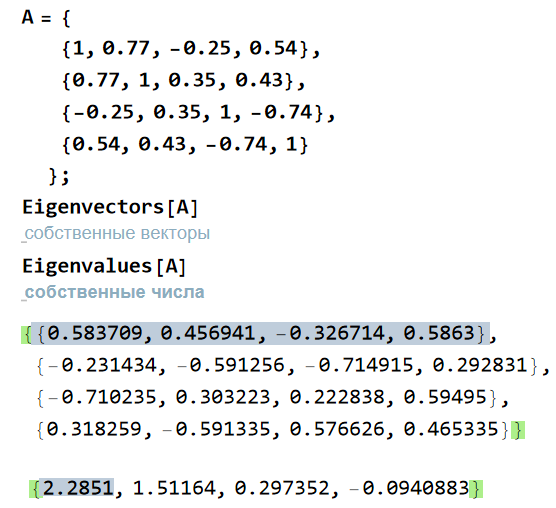 A = {
{1, 0.77, -0.25, 0.54},
{0.77, 1, 0.35, 0.43},
{-0.25, 0.35, 1, -0.74},
{0.54, 0.43, -0.74, 1}
};
Eigenvectors[A]
собственные векторы
Eigenvalues[A]
собственные числа
{{0.583709, 0.456941, -0.326714, 0.5863},
{-0.231434, -0.591256, -0.714915, 0.292831},
{-0.710235, 0.303223, 0.222838, 0.59495},
{0.318259, -0.591335, 0.576626, 0.465335}}
{2.2851, 1.51164, 0.297352, -0.0940883}